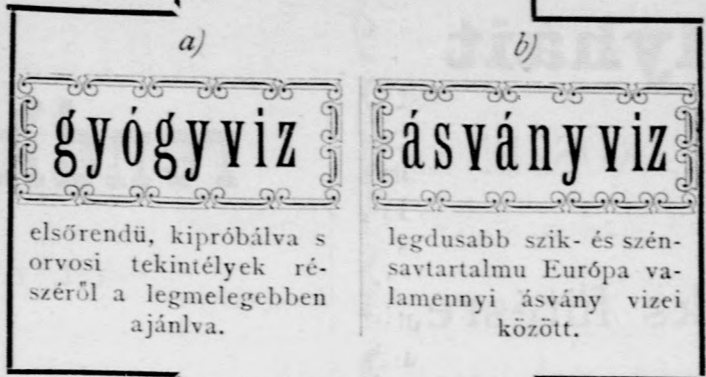 a)
gyógyviz
elsőrendü, kipróbálva s
orvosi tekintélyek ré-
széről a legmelegebben
ajánlva.
b)
ásványviz
legdusabb szik- és szén-
savtartalmu Európa va-
lamennyi ásvány vizei
között.